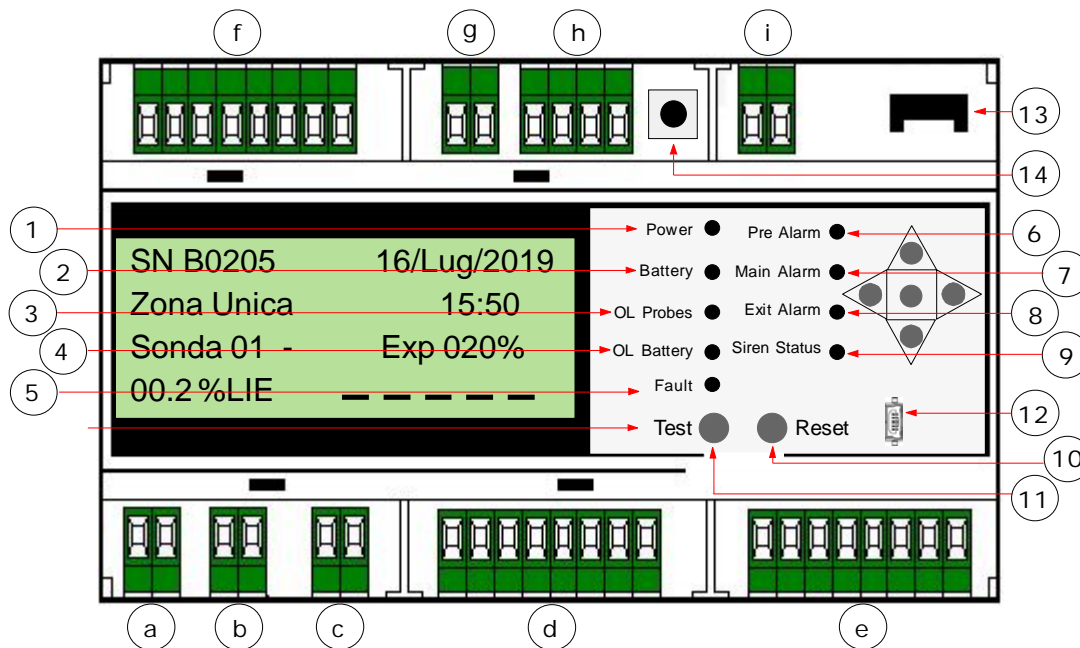 f
g
h
i
13
14
1
2
3
4
5
SN B0205 16/Lug/2019
Zona Unica 15:50
Sonda 01 - Exp 020%
00.2 %LIE _ _ _ _ _
Power
Battery
OL Probes
OL Battery
Fault
Pre Alarm
Main Alarm
Exit Alarm
Siren Status
Test
Reset
6
7
8
9
12
10
11
a
b
c
d
e